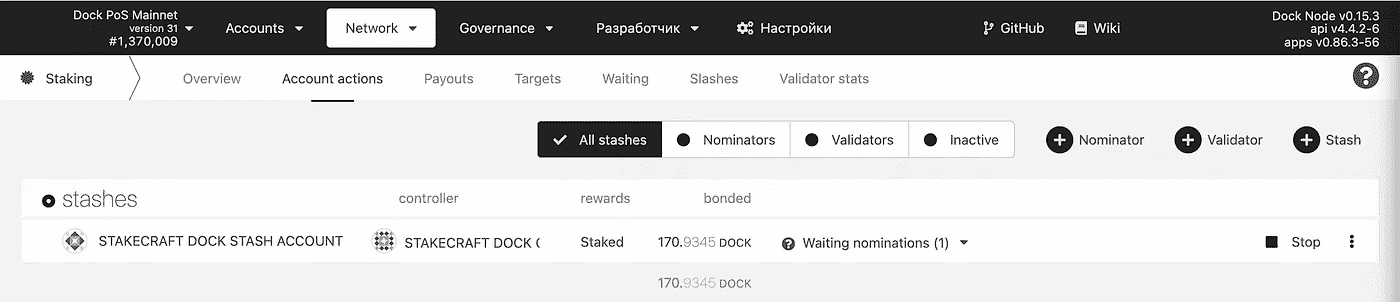 Dock PoS Mainnet
version 31
#1,370,009
Accounts
Network
Governance
Разработчик
Настройки
GitHub
Wiki
Dock Node v0.15.3
api v4.4.2-6
apps v0.86.3-56
Staking
Overview
Account actions
Payouts
Targets
Waiting
Slashes
Validator stats
?
All stashes
Nominators
Validators
Inactive
Nominator
Validator
Stash
stashes
controller
rewards
bonded
STAKECRAFT DOCK STASH ACCOUNT
STAKECRAFT DOCK (
Staked
170.9345 DOCK
? Waiting nominations (1)
Stop
170.9345 DOCK